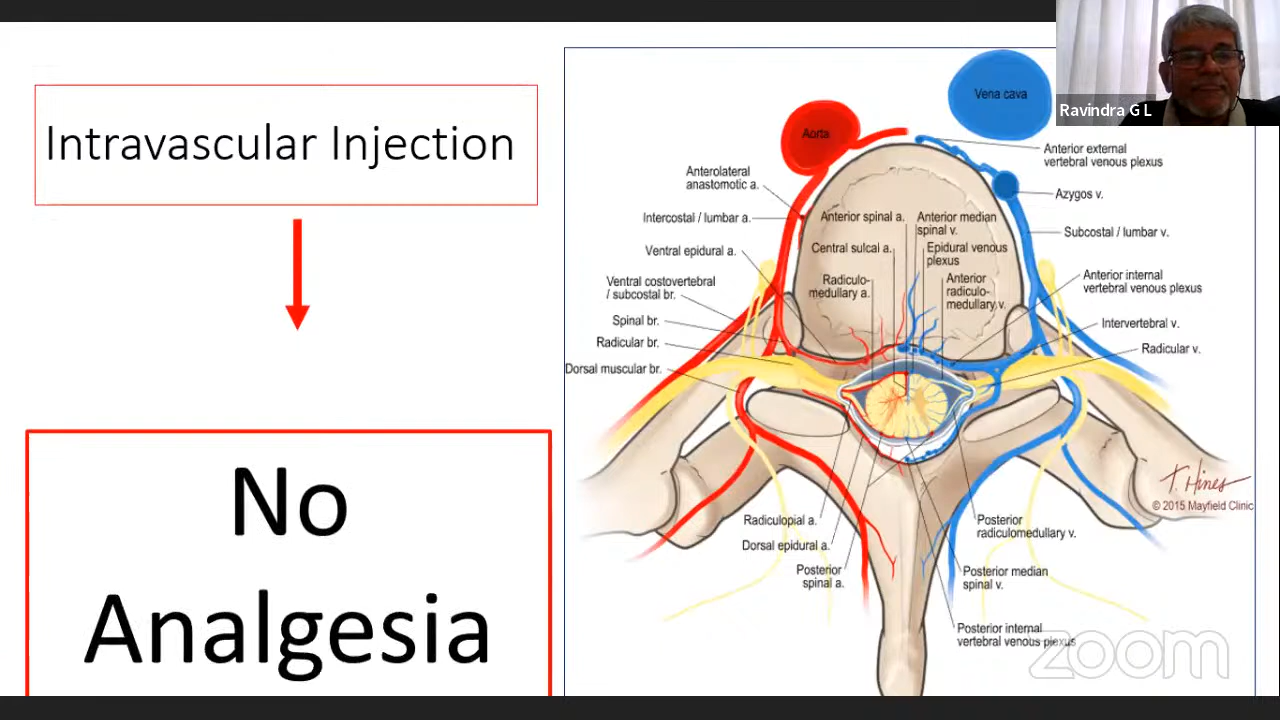 Intravascular Injection
No
Analgesia
Aorta
Vena cava
Ravindra G L
Anterolateral
anastomotic a.
Intercostal / lumbar a.
Ventral epidural a.
Ventral costovertebral
/ subcostal br.
Spinal br.
Radicular br.
Dorsal muscular br.
Anterior spinal a.
Central sulcal a.
Radiculo-
medullary a.
Anterior median
spinal v.
Epidural venous
plexus
Anterior
radiculo-
medullary v.
Anterior external
vertebral venous plexus
Azygos v.
Subcostal / lumbar v.
Anterior internal
vertebral venous plexus
Intervertebral v.
Radicular v.
T. Hines
© 2015 Mayfield Clinic
Radiculopial a.
Dorsal epidural a.
Posterior
spinal a.
Posterior
radiculomedullary v.
Posterior median
spinal v.
Posterior internal
vertebral venous plexus
zoom